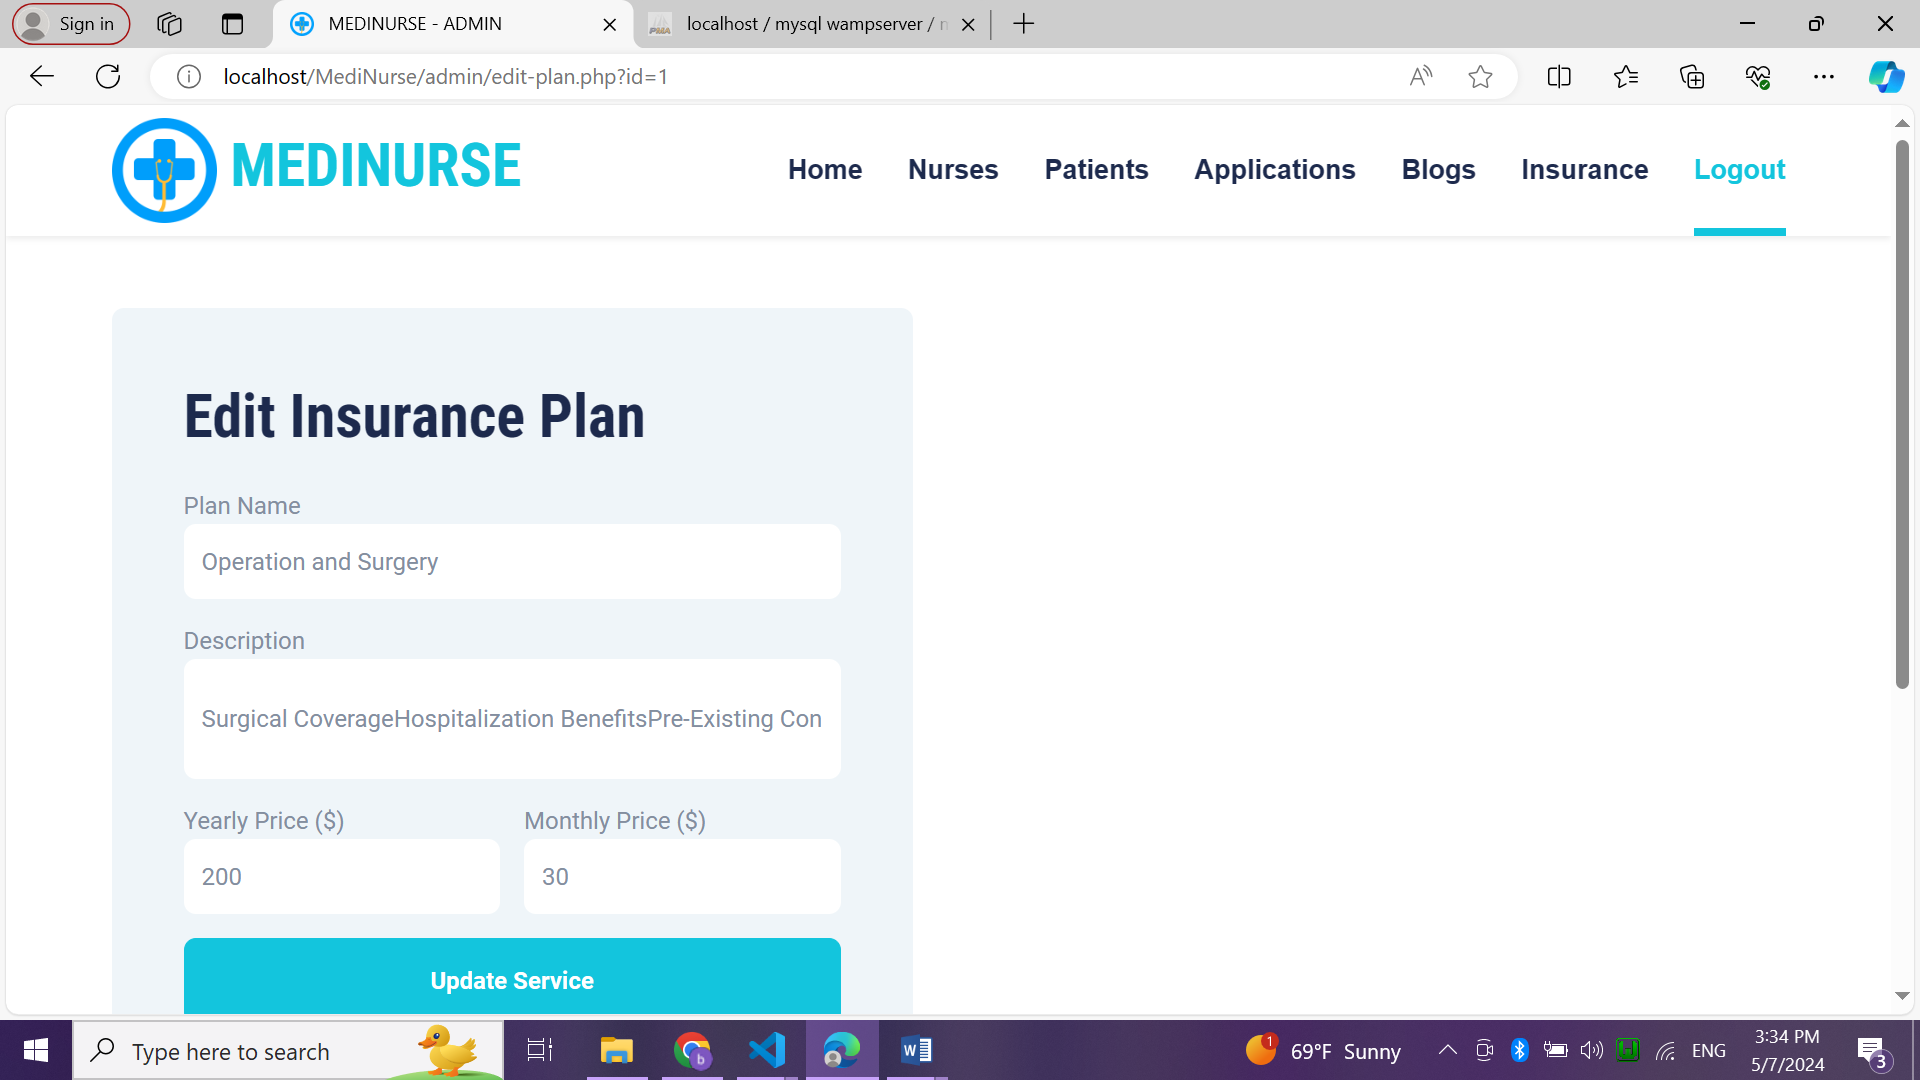 Sign in
MEDINURSE - ADMIN
localhost / mysql wampserver /
localhost/MediNurse/admin/edit-plan.php?id=1
MEDINURSE
Home
Nurses
Patients
Applications
Blogs
Insurance
Logout
Edit Insurance Plan
Plan Name
Operation and Surgery
Description
Surgical CoverageHospitalization BenefitsPre-Existing Con
Yearly Price ($)
Monthly Price ($)
200
30
Update Service
Type here to search
1
69°F Sunny
ENG
3:34 PM
5/7/2024
3